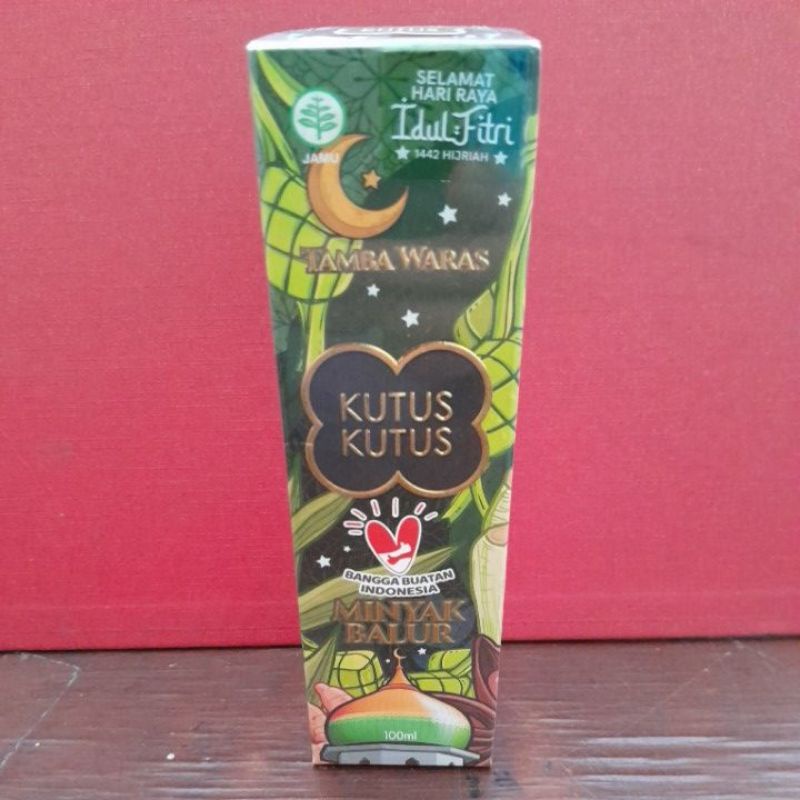 SELAMAT
HARI RAYA
Idul Fitri
1442 HIJRIAH
JAMU
TAMBA WARAS
KUTUS
KUTUS
BANGGA BUATAN
INDONESIA
MINYAK
BALUR
100ml